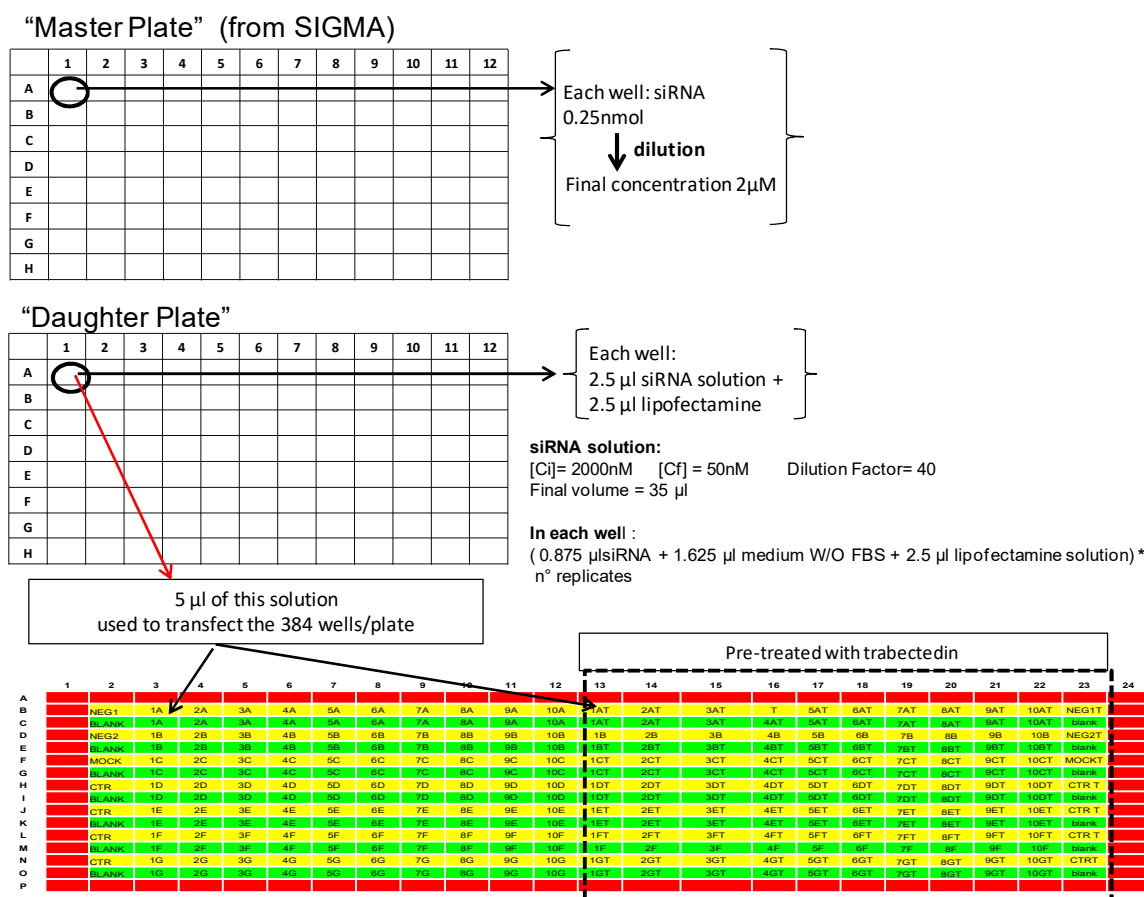 “Master Plate” (from SIGMA)
1 2 3 4 5 6 7 8 9 10 11 12
A
B
C
D
E
F
G
H
Each well: siRNA
0.25nmol
dilution
Final concentration 2µM
“Daughter Plate”
1 2 3 4 5 6 7 8 9 10 11 12
A
B
C
D
E
F
G
H
Each well:
2.5 µl siRNA solution +
2.5 µl lipofectamine
siRNA solution:
[Ci]= 2000nM [Cf] = 50nM Dilution Factor= 40
Final volume = 35 µl
In each well :
( 0.875 µlsiRNA + 1.625 µl medium W/O FBS + 2.5 µl lipofectamine solution) *
n° replicates
5 µl of this solution
used to transfect the 384 wells/plate
Pre-treated with trabectedin
1 2 3 4 5 6 7 8 9 10 11 12 13 14 15 16 17 18 19 20 21 22 23 24
A
B NEG1 1A 2A 3A 4A 5A 6A 7A 8A 9A 10A 1AT 2AT 3AT T 5AT 6AT 7AT 8AT 9AT 10AT NEG1T
C BLANK 1A 2A 3A 4A 5A 6A 7A 8A 9A 10A 1AT 2AT 3AT 4AT 5AT 6AT 7AT 8AT 9AT 10AT blank
D NEG2 1B 2B 3B 4B 5B 6B 7B 8B 9B 10B 1B 2B 3B 4B 5B 6B 7B 8B 9B 10B NEG2T
E BLANK 1B 2B 3B 4B 5B 6B 7B 8B 9B 10B 1BT 2BT 3BT 4BT 5BT 6BT 7BT 8BT 9BT 10BT blank
F MOCK 1C 2C 3C 4C 5C 6C 7C 8C 9C 10C 1CT 2CT 3CT 4CT 5CT 6CT 7CT 8CT 9CT 10CT MOCKT
G BLANK 1C 2C 3C 4C 5C 6C 7C 8C 9C 10C 1CT 2CT 3CT 4CT 5CT 6CT 7CT 8CT 9CT 10CT blank
H CTR 1D 2D 3D 4D 5D 6D 7D 8D 9D 10D 1DT 2DT 3DT 4DT 5DT 6DT 7DT 8DT 9DT 10DT CTR T
I BLANK 1D 2D 3D 4D 5D 6D 7D 8D 9D 10D 1DT 2DT 3DT 4DT 5DT 6DT 7DT 8DT 9DT 10DT blank
J CTR 1E 2E 3E 4E 5E 6E 7E 8E 9E 10E 1ET 2ET 3ET 4ET 5ET 6ET 7ET 8ET 9ET 10ET CTR T
K BLANK 1E 2E 3E 4E 5E 6E 7E 8E 9E 10E 1ET 2ET 3ET 4ET 5ET 6ET 7ET 8ET 9ET 10ET blank
L CTR 1F 2F 3F 4F 5F 6F 7F 8F 9F 10F 1FT 2FT 3FT 4FT 5FT 6FT 7FT 8FT 9FT 10FT CTR T
M BLANK 1F 2F 3F 4F 5F 6F 7F 8F 9F 10F 1F 2F 3F 4F 5F 6F 7F 8F 9F 10F blank
N CTR 1G 2G 3G 4G 5G 6G 7G 8G 9G 10G 1GT 2GT 3GT 4GT 5GT 6GT 7GT 8GT 9GT 10GT CTRT
O BLANK 1G 2G 3G 4G 5G 6G 7G 8G 9G 10G 1GT 2GT 3GT 4GT 5GT 6GT 7GT 8GT 9GT 10GT blank
P